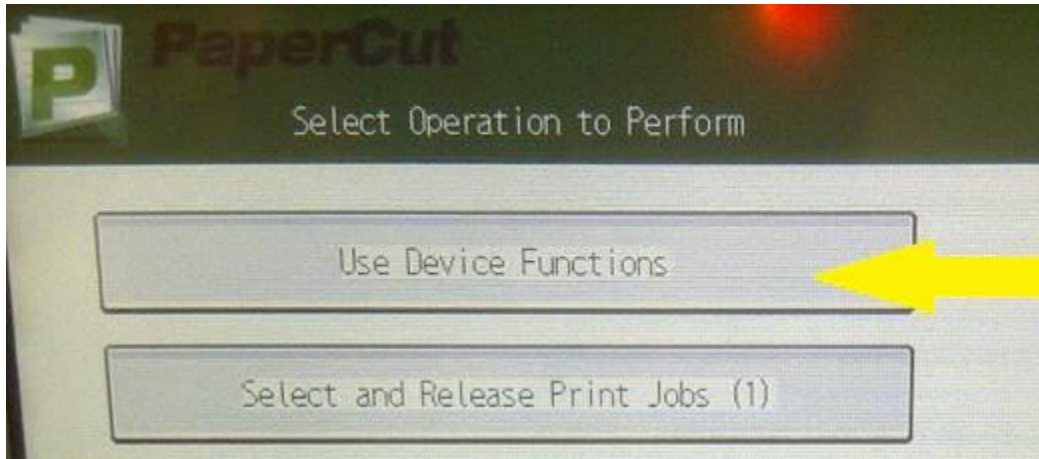 P
PaperCut
Select Operation to Perform
Use Device Functions
Select and Release Print Jobs (1)